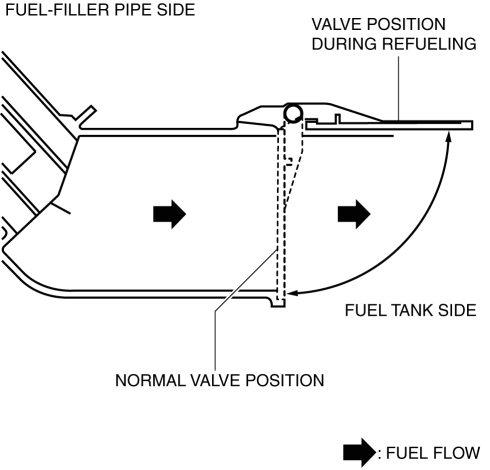 FUEL-FILLER PIPE SIDE
VALVE POSITION
DURING REFUELING
FUEL TANK SIDE
NORMAL VALVE POSITION
: FUEL FLOW